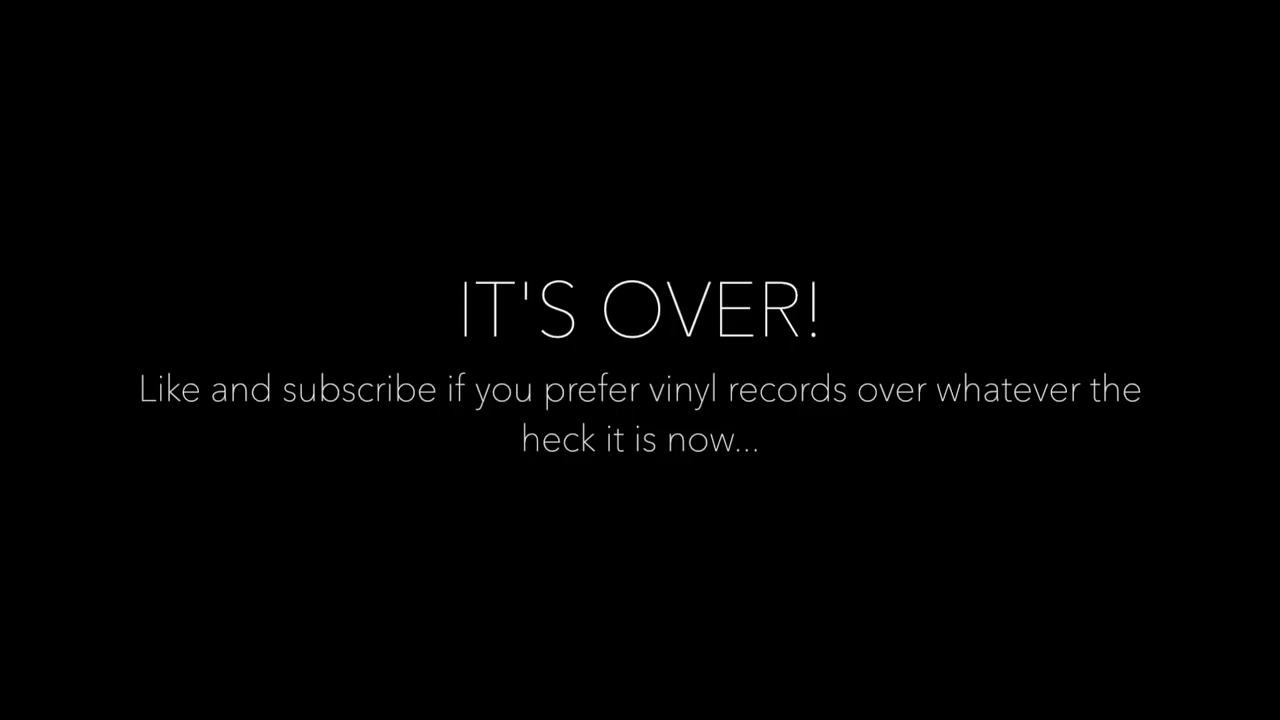 IT'S OVER!
Like and subscribe if you prefer vinyl records over whatever the
heck it is now...